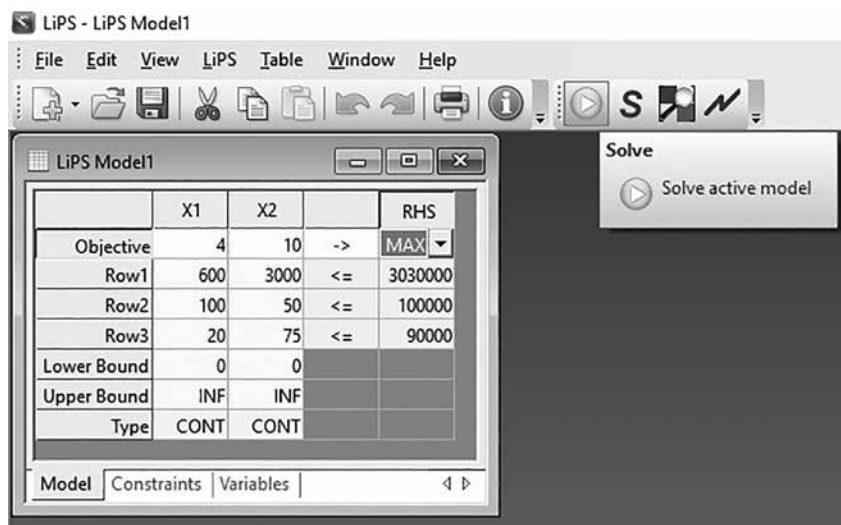 LiPS - LiPS Model1
File Edit View LiPS Table Window Help
S
Solve
Solve active model
LiPS Model1
X1 X2 RHS
Objective 4 10 -> MAX
Row1 600 3000 <= 3030000
Row2 100 50 <= 100000
Row3 20 75 <= 90000
Lower Bound 0 0
Upper Bound INF INF
Type CONT CONT
Model Constraints Variables